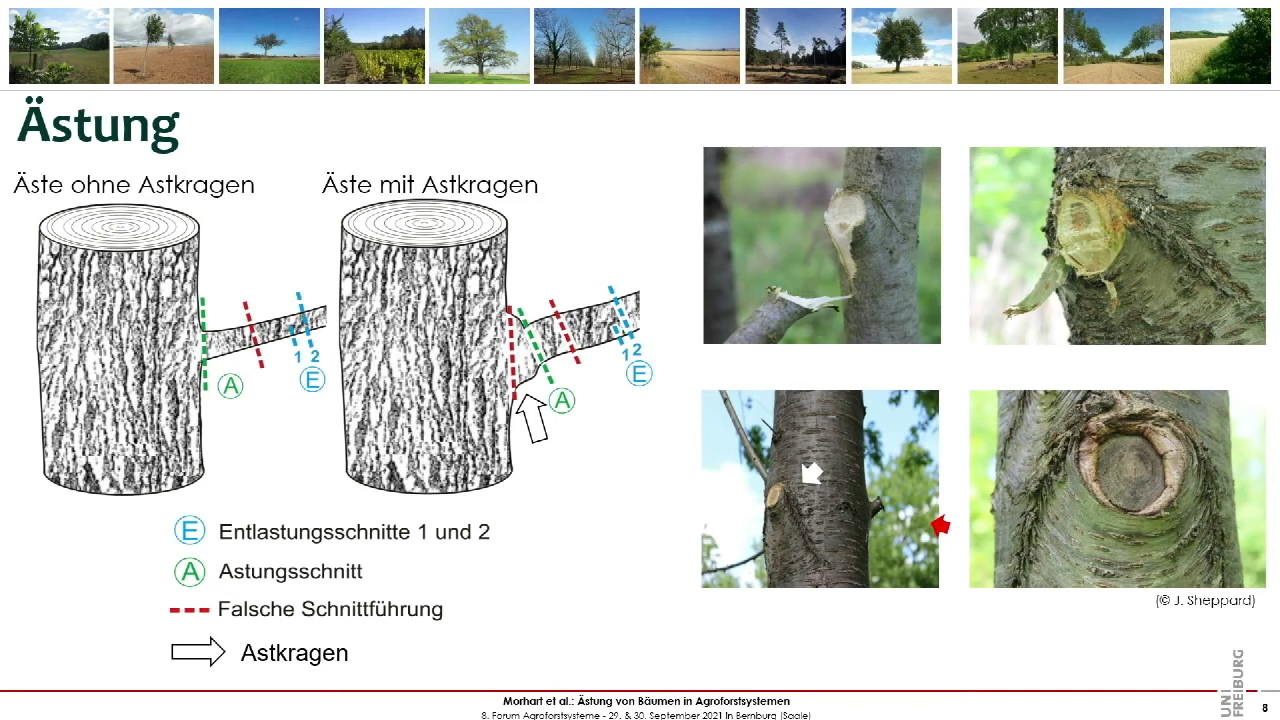 Ästung
Äste ohne Astkragen
Äste mit Astkragen
1 2
E
A
1 2
E
A
E Entlastungsschnitte 1 und 2
A Astungsschnitt
Falsche Schnittführung
Astkragen
(© J. Sheppard)
UNI
FREIBURG
Morhart et al.: Ästung von Bäumen in Agroforstsystemen
8. Forum Agroforstsysteme - 29. & 30. September 2021 in Bernburg (Saale)
8